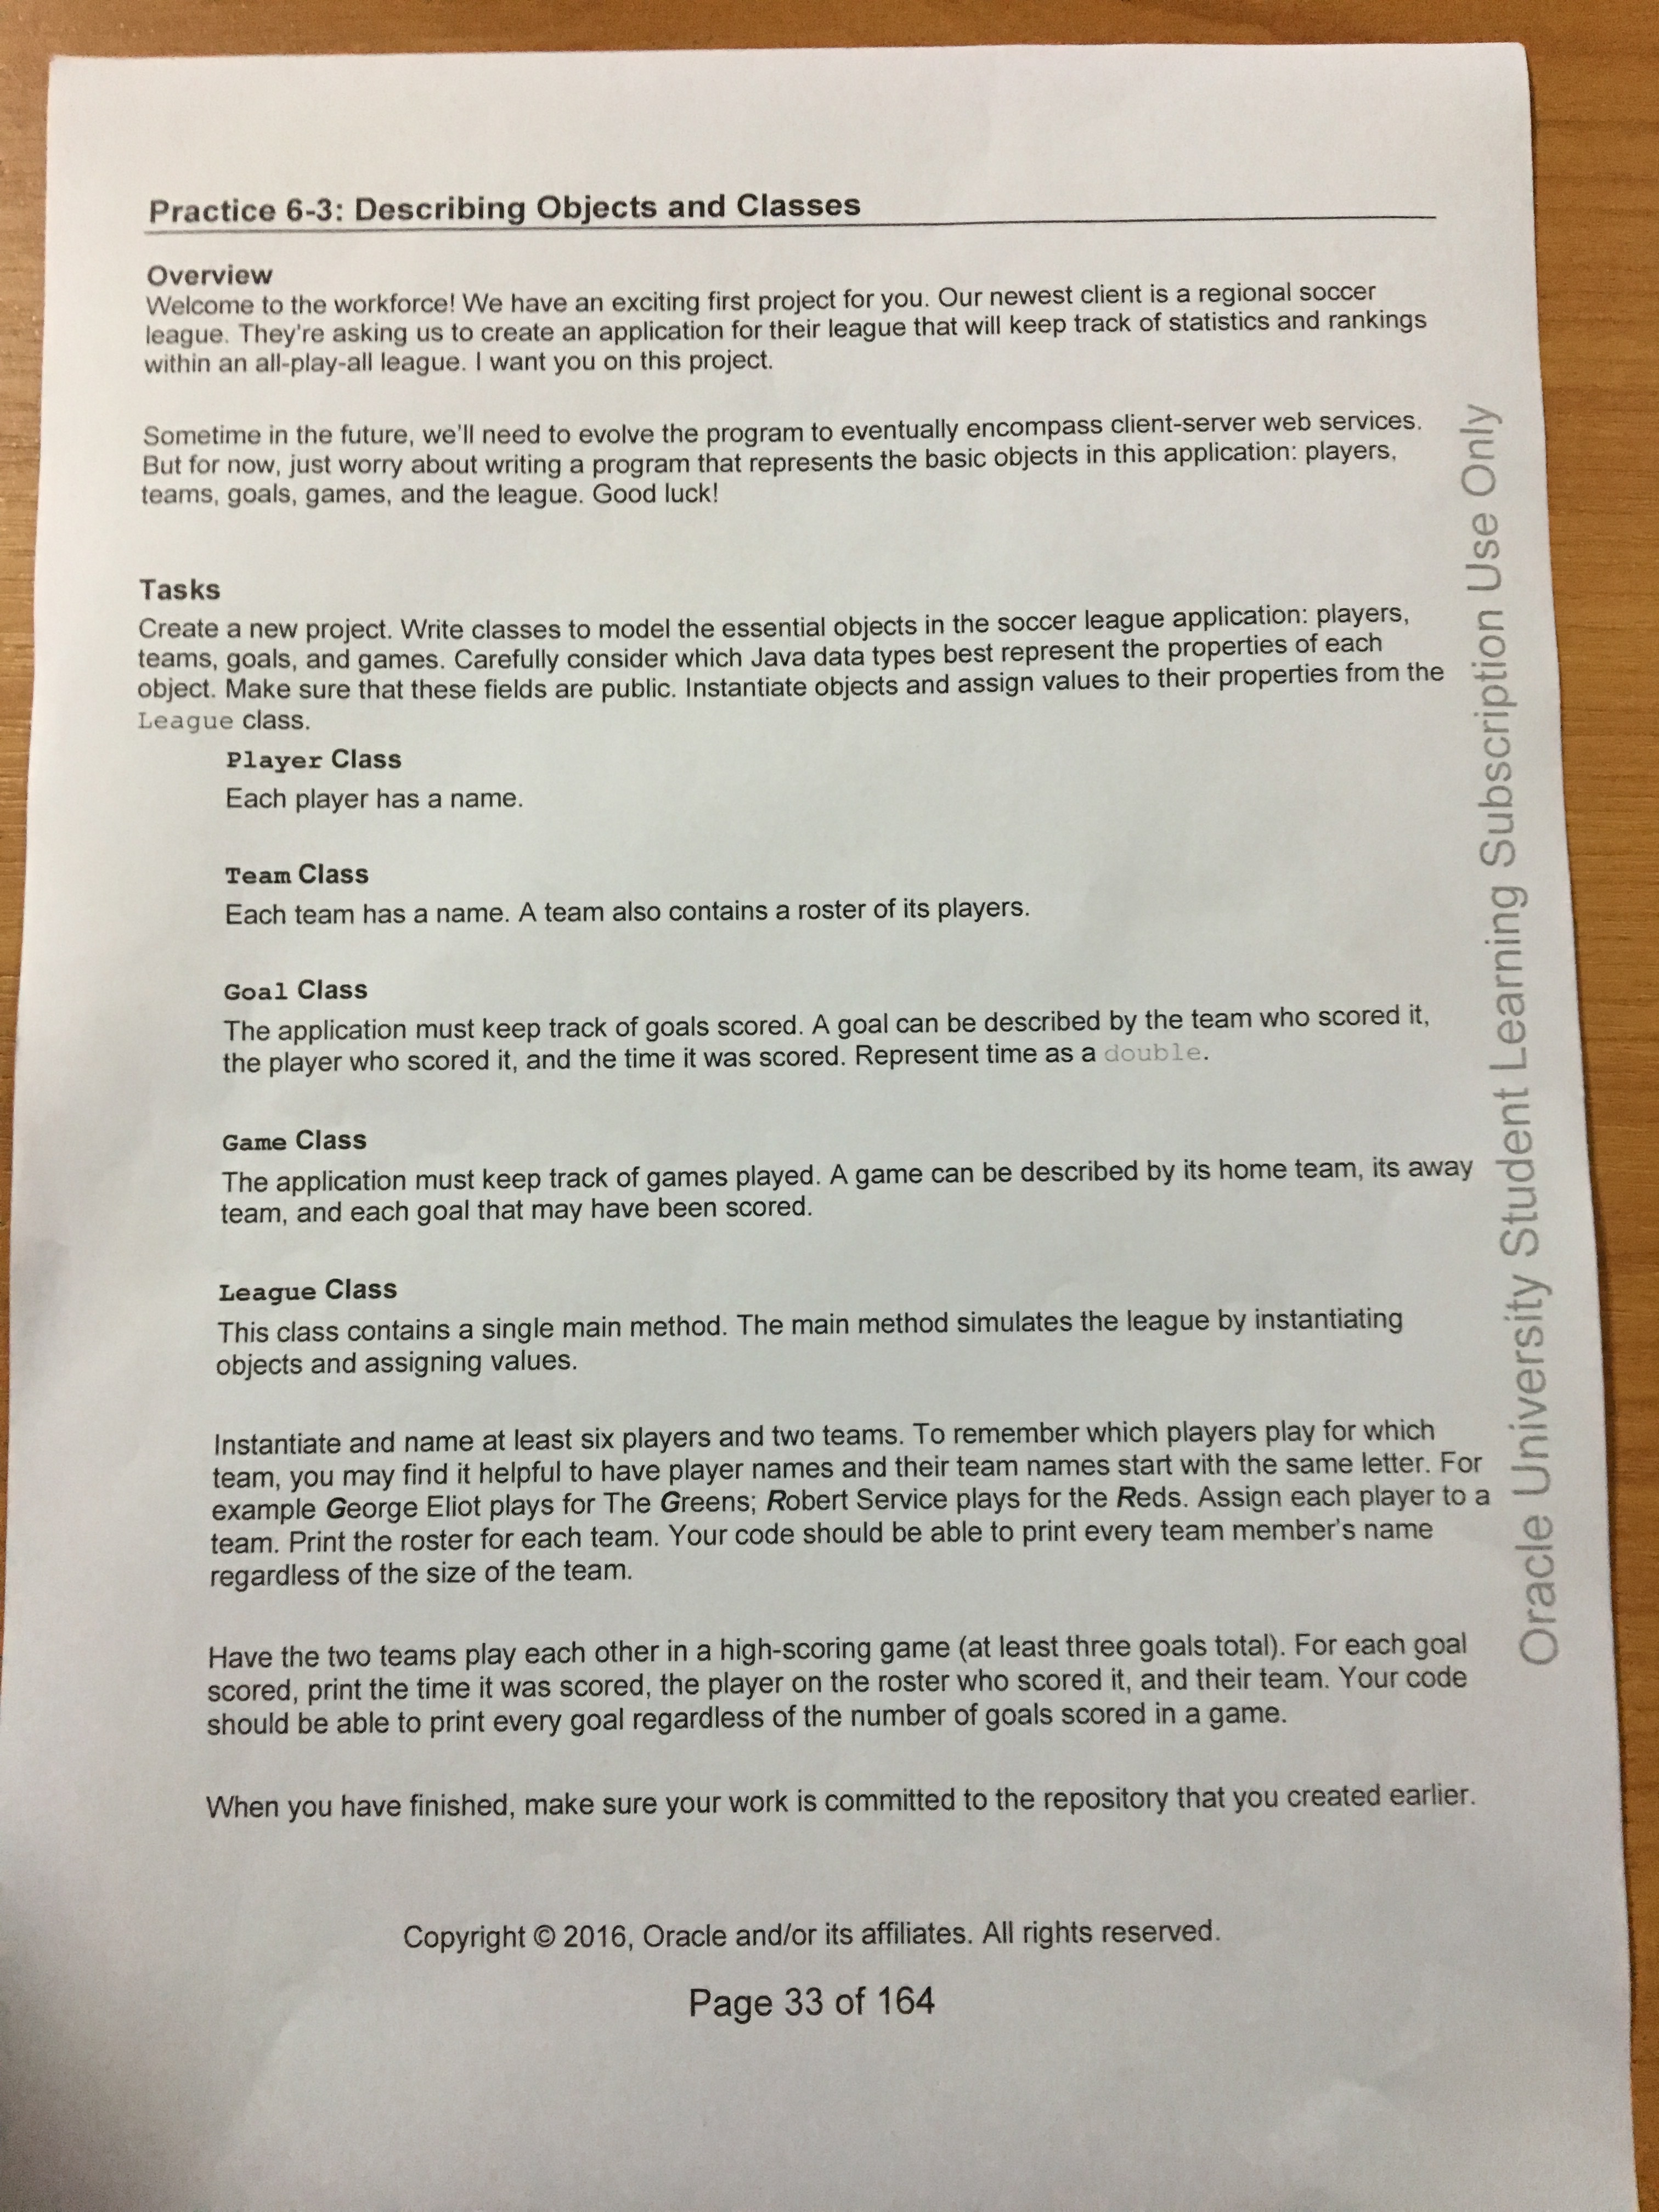 Practice 6-3: Describing Objects and Classes
Overview
Welcome to the workforce! We have an exciting first project for you. Our newest client is a regional soccer
league. They're asking us to create an application for their league that will keep track of statistics and rankings
within an all-play-all league. I want you on this project.
Sometime in the future, we'll need to evolve the program to eventually encompass client-server web services.
But for now, just worry about writing a program that represents the basic objects in this application: players,
teams, goals, games, and the league. Good luck!
Tasks
Create a new project. Write classes to model the essential objects in the soccer league application: players,
teams, goals, and games. Carefully consider which Java data types best represent the properties of each
object. Make sure that these fields are public. Instantiate objects and assign values to their properties from the
League class.
Player Class
Each player has a name.
Team Class
Each team has a name. A team also contains a roster of its players.
Goal Class
The application must keep track of goals scored. A goal can be described by the team who scored it,
the player who scored it, and the time it was scored. Represent time as a double.
Game Class
The application must keep track of games played. A game can be described by its home team, its away
team, and each goal that may have been scored.
League Class
This class contains a single main method. The main method simulates the league by instantiating
objects and assigning values.
Instantiate and name at least six players and two teams. To remember which players play for which
team, you may find it helpful to have player names and their team names start with the same letter. For
example George Eliot plays for The Greens; Robert Service plays for the Reds. Assign each player to a
team. Print the roster for each team. Your code should be able to print every team member's name
regardless of the size of the team.
Have the two teams play each other in a high-scoring game (at least three goals total). For each goal
scored, print the time it was scored, the player on the roster who scored it, and their team. Your code
should be able to print every goal regardless of the number of goals scored in a game.
When you have finished, make sure your work is committed to the repository that you created earlier.
Copyright © 2016, Oracle and/or its affiliates. All rights reserved.
Page 33 of 164
Oracle University Student Learning Subscription Use Only